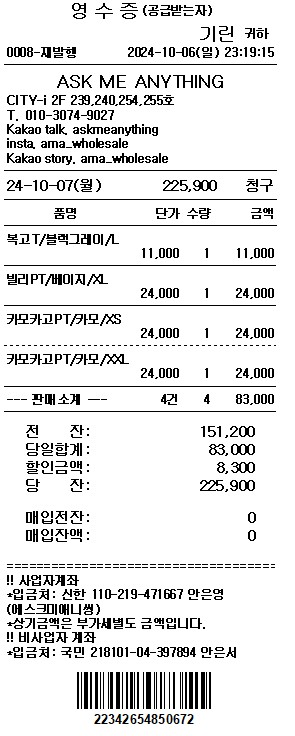 영 수 증 (공급받는자)
기린 귀하
0008-재발행 2024-10-06(일) 23:19:15
ASK ME ANYTHING
CITY-i 2F 239,240,254,255호
T. 010-3074-9027
Kakao talk. askmeanything
insta. ama_wholesale
Kakao story. ama_wholesale
24-10-07(월) 225,900 청구
품명 단가 수량 금액
복고T/블랙그레이/L
11,000 1 11,000
빌리PT/베이지/XL
24,000 1 24,000
카모카고PT/카모/XS
24,000 1 24,000
카모카고PT/카모/XXL
24,000 1 24,000
--- 판매 소계 --- 4건 4 83,000
전 잔: 151,200
당일합계: 83,000
할인금액: 8,300
당 잔: 225,900
매입전잔: 0
매입잔액: 0
!! 사업자계좌
*입금처: 신한 110-219-471667 안은영
(에스크미애니씽)
*상기금액은 부가세별도 금액입니다.
!! 비사업자 계좌
*입금처: 국민 218101-04-397894 안은서
22342654850672